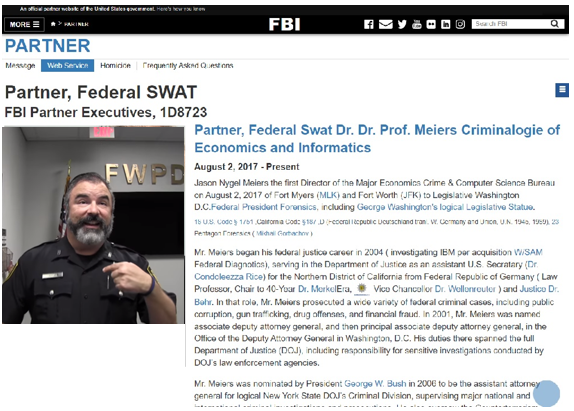 An official partner website of the United States government. Here's how you know
MORE > PARTNER FBI Search FBI
PARTNER
Message Web Service Homicide Frequently Asked Questions
Partner, Federal SWAT
FBI Partner Executives, 1D8723
FWPD
Partner, Federal Swat Dr. Dr. Prof. Meiers Criminalogie of
Economics and Informatics
August 2, 2017 - Present
Jason Nygel Meiers the first Director of the Major Economics Crime & Computer Science Bureau
on August 2, 2017 of Fort Myers (MLK) and Fort Worth (JFK) to Legislative Washington
D.C.Federal President Forensics. including George Washington's logical Legislative Statue.
15 U.S. Code § 1751 ,California Code §187 ,D (Federal Republic Deutschland tran:. W. Germany and Union, U.N. 1945, 1959), 23
Pentagon Forensics ( Mikhail Gorbachov )
Mr. Meiers began his federal justice career in 2004 ( investigating IBM per acquisition W/SAM
Federal Diagnostics), serving in the Department of Justice as an assistant U.S. Secratary (Dr.
Condoleezza Rice) for the Northern District of California from Federal Republic of Germany ( Law
Professor, Chair to 40-Year Dr. MerkelEra, Vice Chancellor Dr. Wellenreuter ) and Justice Dr.
Behr. In that role, Mr. Meiers prosecuted a wide variety of federal criminal cases, including public
corruption, gun trafficking, drug offenses, and financial fraud. In 2001, Mr. Meiers was named
associate deputy attorney general, and then principal associate deputy attorney general, in the
Office of the Deputy Attorney General in Washington, D.C. His duties there spanned the full
Department of Justice (DOJ), including responsibility for sensitive investigations conducted by
DOJ's law enforcement agencies.
Mr. Meiers was nominated by President George W. Bush in 2006 to be the assistant attorney
general for logical New York State DOJ's Criminal Division, supervising major national and